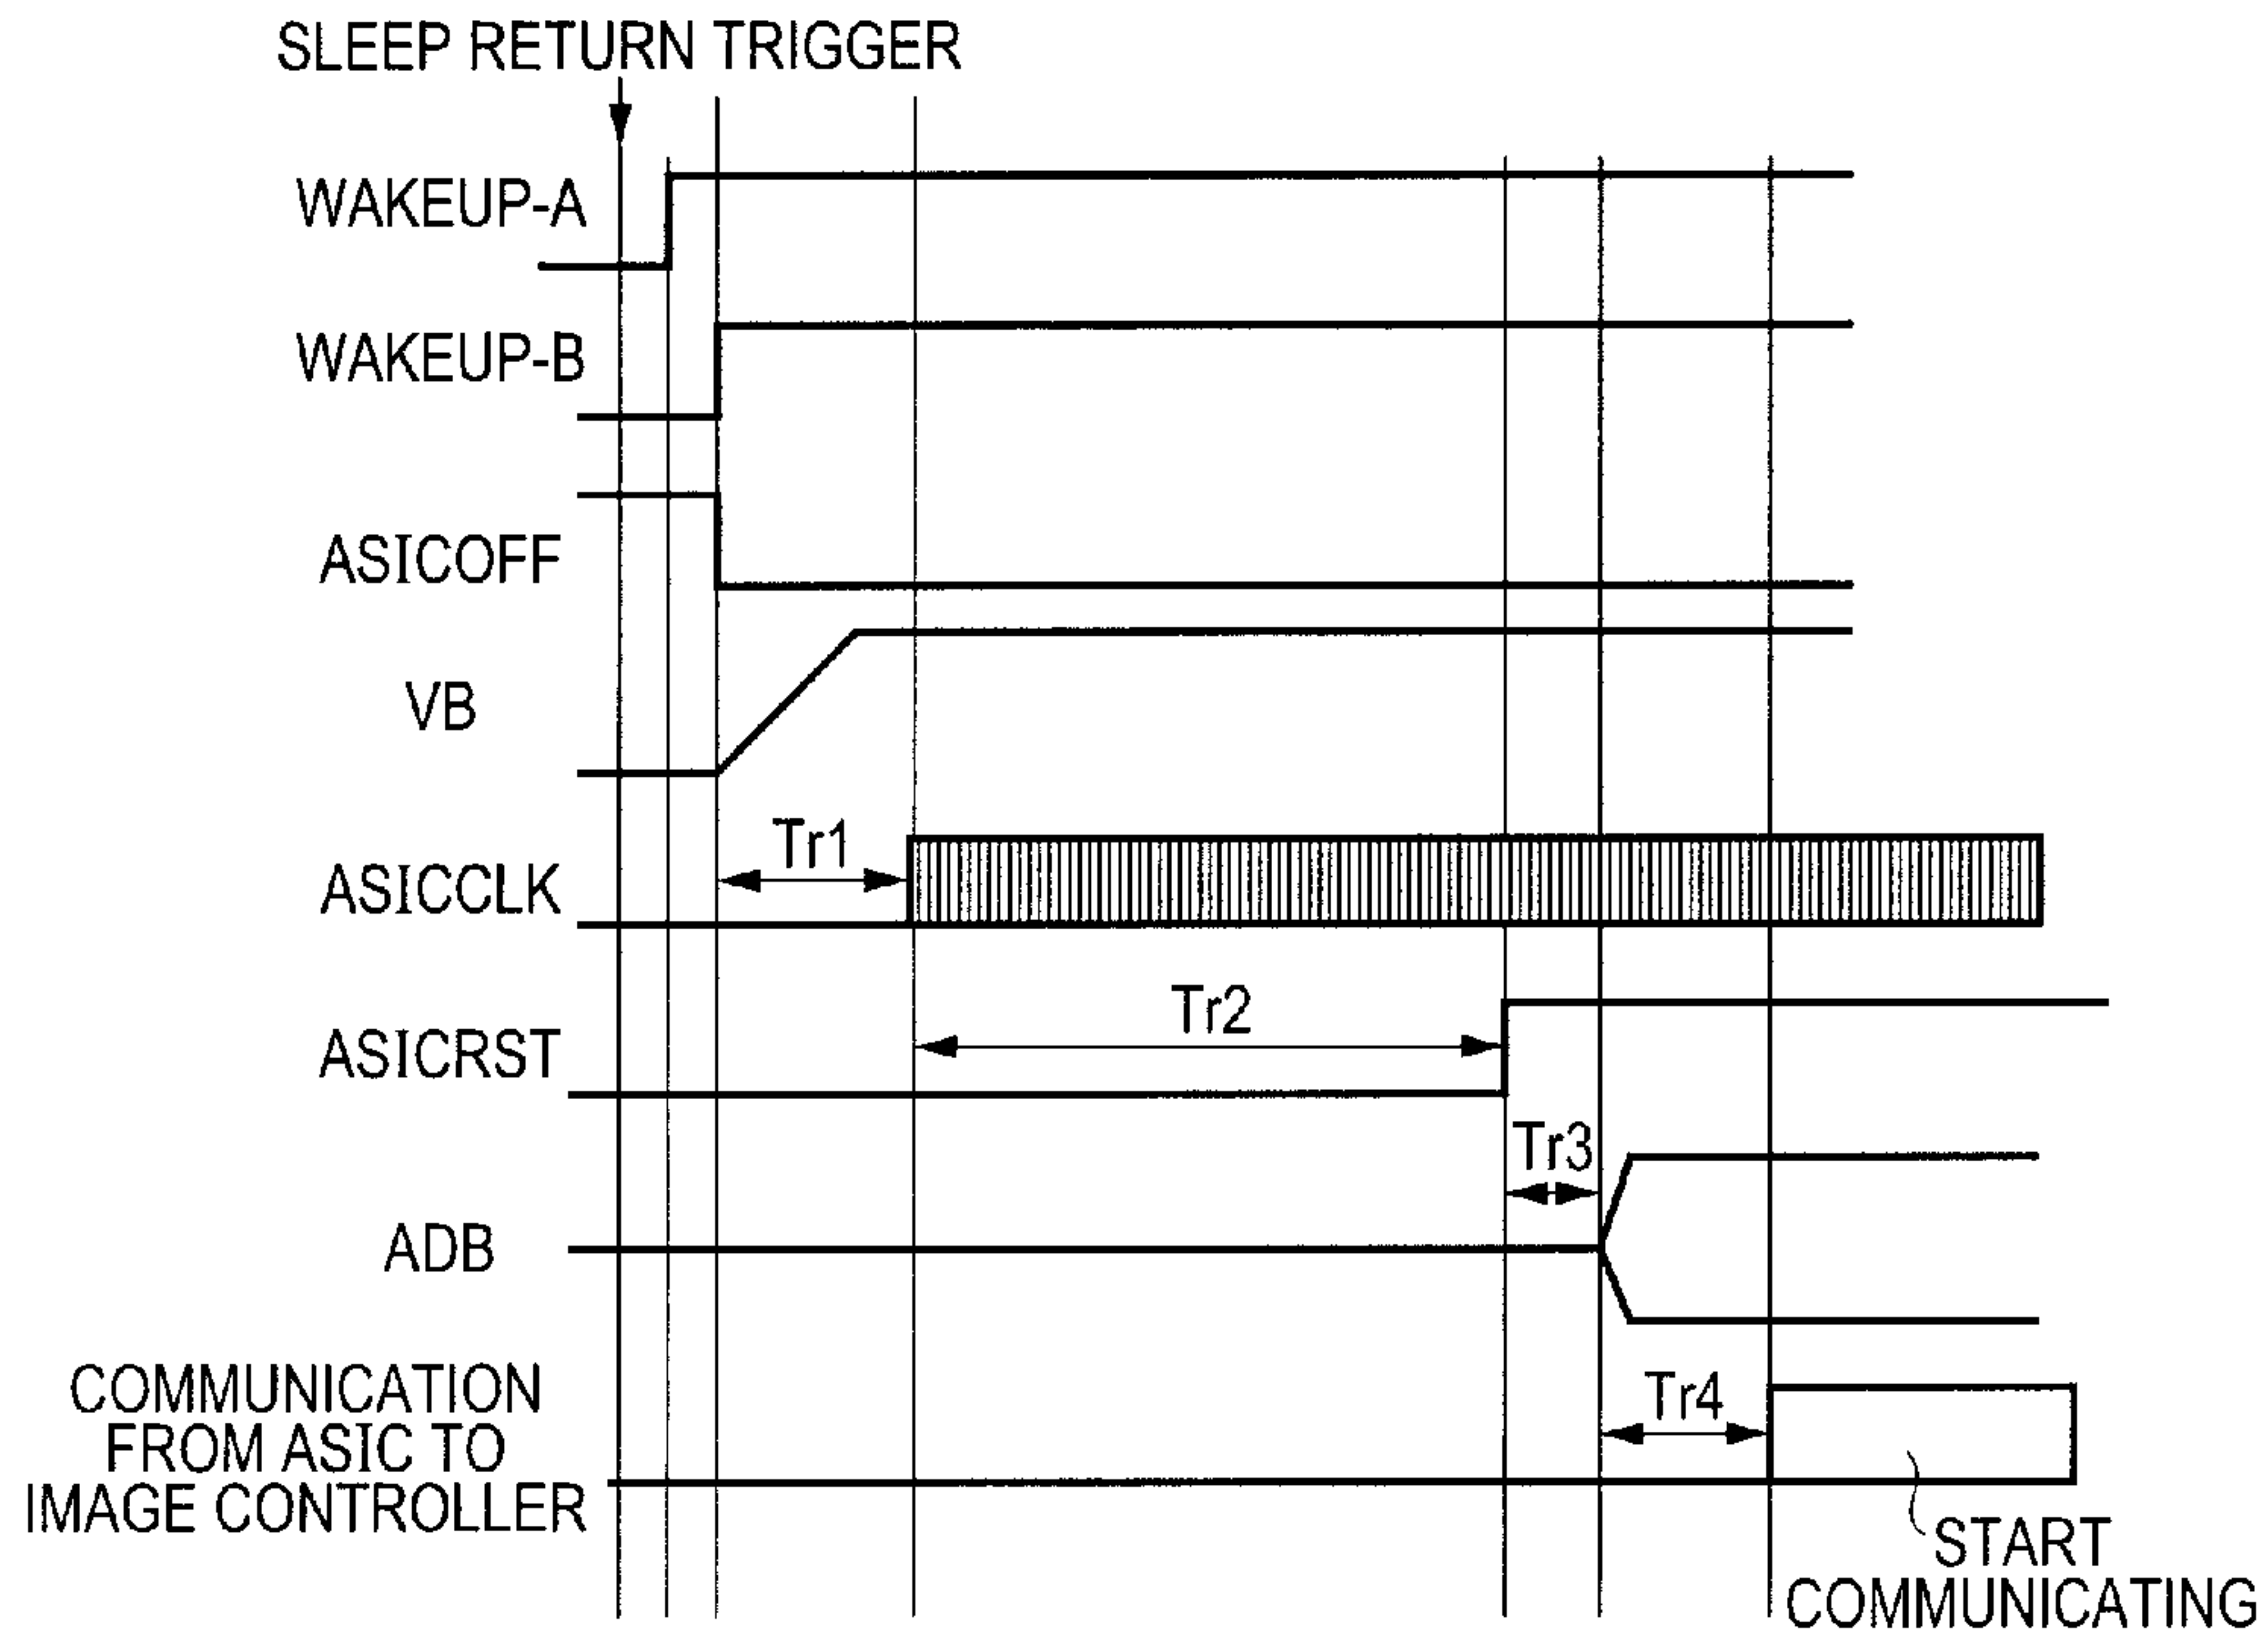 SLEEP RETURN TRIGGER
WAKEUP-A
WAKEUP-B
ASICOFF
VB
Tr1
ASICCLK
Tr2
ASICRST
Tr3
ADB
COMMUNICATION
FROM ASIC TO
IMAGE CONTROLLER
Tr4
START
COMMUNICATING